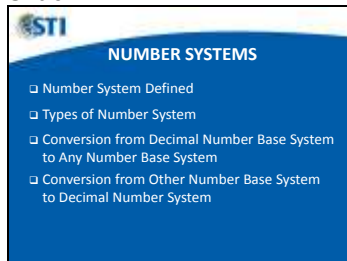 STI
NUMBER SYSTEMS
❑ Number System Defined
❑ Types of Number System
❑ Conversion from Decimal Number Base System
to Any Number Base System
❑ Conversion from Other Number Base System
to Decimal Number System